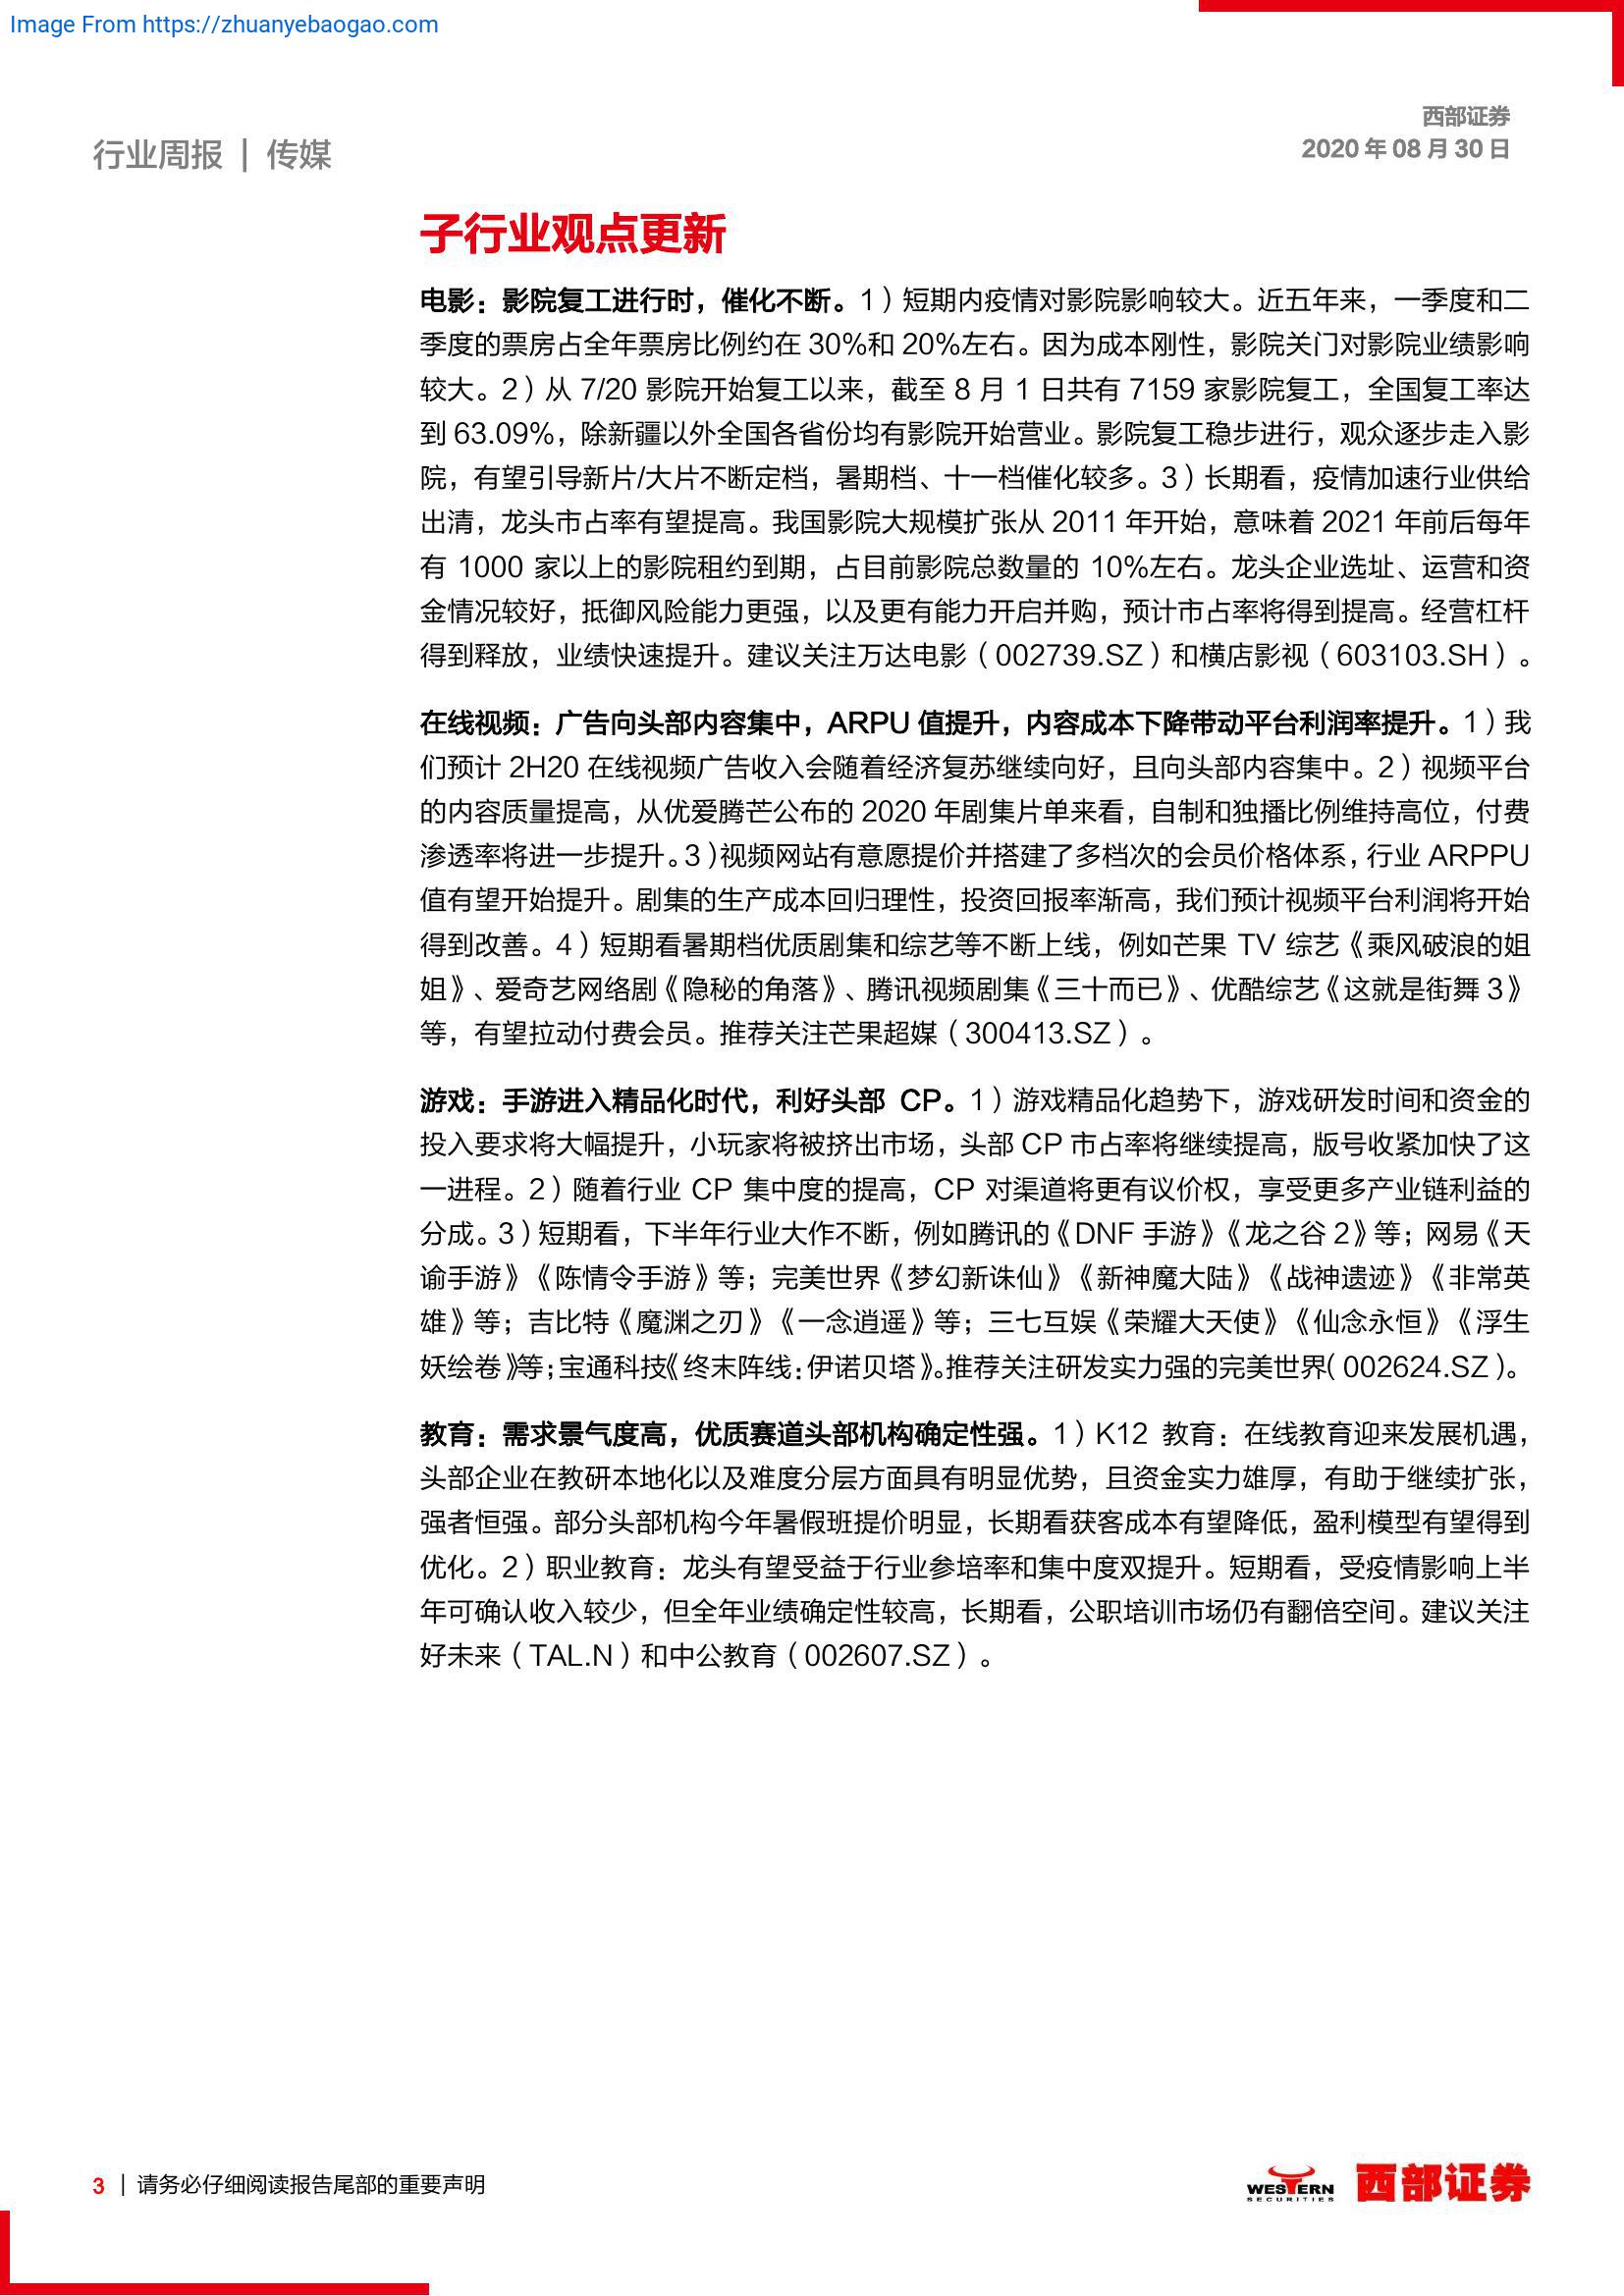 Image From https://zhuanyebaogao.com
西部证券
2020 年 08 月 30 日
行业周报 | 传媒
子行业观点更新
电影：影院复工进行时，催化不断。1）短期内疫情对影院影响较大。近五年来，一季度和二
季度的票房占全年票房比例约在 30%和 20%左右。因为成本刚性，影院关门对影院业绩影响
较大。2）从 7/20 影院开始复工以来，截至 8 月 1 日共有 7159 家影院复工，全国复工率达
到 63.09%，除新疆以外全国各省份均有影院开始营业。影院复工稳步进行，观众逐步走入影
院，有望引导新片/大片不断定档，暑期档、十一档催化较多。3）长期看，疫情加速行业供给
出清，龙头市占率有望提高。我国影院大规模扩张从 2011 年开始，意味着 2021 年前后每年
有 1000 家以上的影院租约到期，占目前影院总数量的 10%左右。龙头企业选址、运营和资
金情况较好，抵御风险能力更强，以及更有能力开启并购，预计市占率将得到提高。经营杠杆
得到释放，业绩快速提升。建议关注万达电影（002739.SZ）和横店影视（603103.SH）。
在线视频：广告向头部内容集中，ARPU 值提升，内容成本下降带动平台利润率提升。1）我
们预计 2H20 在线视频广告收入会随着经济复苏继续向好，且向头部内容集中。2）视频平台
的内容质量提高，从优爱腾芒公布的 2020 年剧集片单来看，自制和独播比例维持高位，付费
渗透率将进一步提升。3）视频网站有意愿提价并搭建了多档次的会员价格体系，行业 ARPPU
值有望开始提升。剧集的生产成本回归理性，投资回报率渐高，我们预计视频平台利润将开始
得到改善。4）短期看暑期档优质剧集和综艺等不断上线，例如芒果 TV 综艺《乘风破浪的姐
姐》、爱奇艺网络剧《隐秘的角落》、腾讯视频剧集《三十而已》、优酷综艺《这就是街舞 3》
等，有望拉动付费会员。推荐关注芒果超媒（300413.SZ）。
游戏：手游进入精品化时代，利好头部 CP。1）游戏精品化趋势下，游戏研发时间和资金的
投入要求将大幅提升，小玩家将被挤出市场，头部 CP 市占率将继续提高，版号收紧加快了这
一进程。2）随着行业 CP 集中度的提高，CP 对渠道将更有议价权，享受更多产业链利益的
分成。3）短期看，下半年行业大作不断，例如腾讯的《DNF 手游》《龙之谷 2》等；网易《天
谕手游》《陈情令手游》等；完美世界《梦幻新诛仙》《新神魔大陆》《战神遗迹》《非常英
雄》等；吉比特《魔渊之刃》《一念逍遥》等；三七互娱《荣耀大天使》《仙念永恒》《浮生
妖绘卷》等；宝通科技《终末阵线：伊诺贝塔》。推荐关注研发实力强的完美世界（002624.SZ）。
教育：需求景气度高，优质赛道头部机构确定性强。1）K12 教育：在线教育迎来发展机遇，
头部企业在教研本地化以及难度分层方面具有明显优势，且资金实力雄厚，有助于继续扩张，
强者恒强。部分头部机构今年暑假班提价明显，长期看获客成本有望降低，盈利模型有望得到
优化。2）职业教育：龙头有望受益于行业参培率和集中度双提升。短期看，受疫情影响上半
年可确认收入较少，但全年业绩确定性较高，长期看，公职培训市场仍有翻倍空间。建议关注
好未来（TAL.N）和中公教育（002607.SZ）。
3 | 请务必仔细阅读报告尾部的重要声明
WESTERN
SECURITIES
西部证券